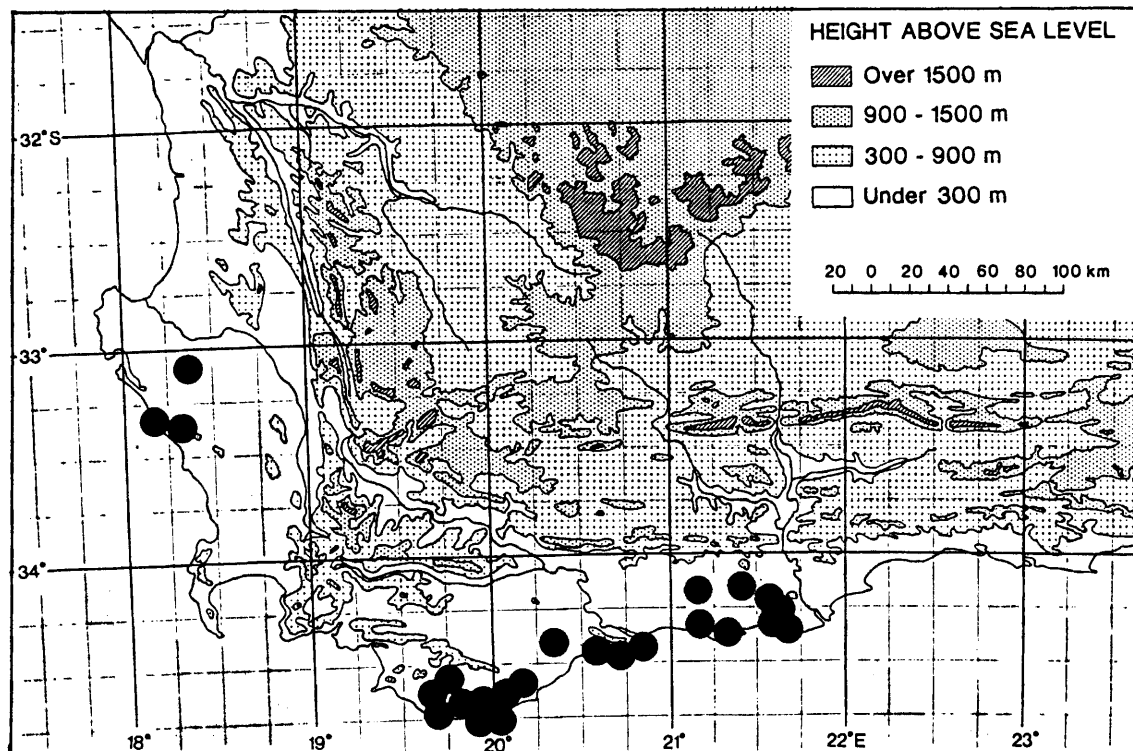 HEIGHT ABOVE SEA LEVEL
Over 1500 m
900 - 1500 m
300 - 900 m
Under 300 m
20 0 20 40 60 80 100 km
32°S
33°
34°
18° 19° 20° 21° 22°E 23°